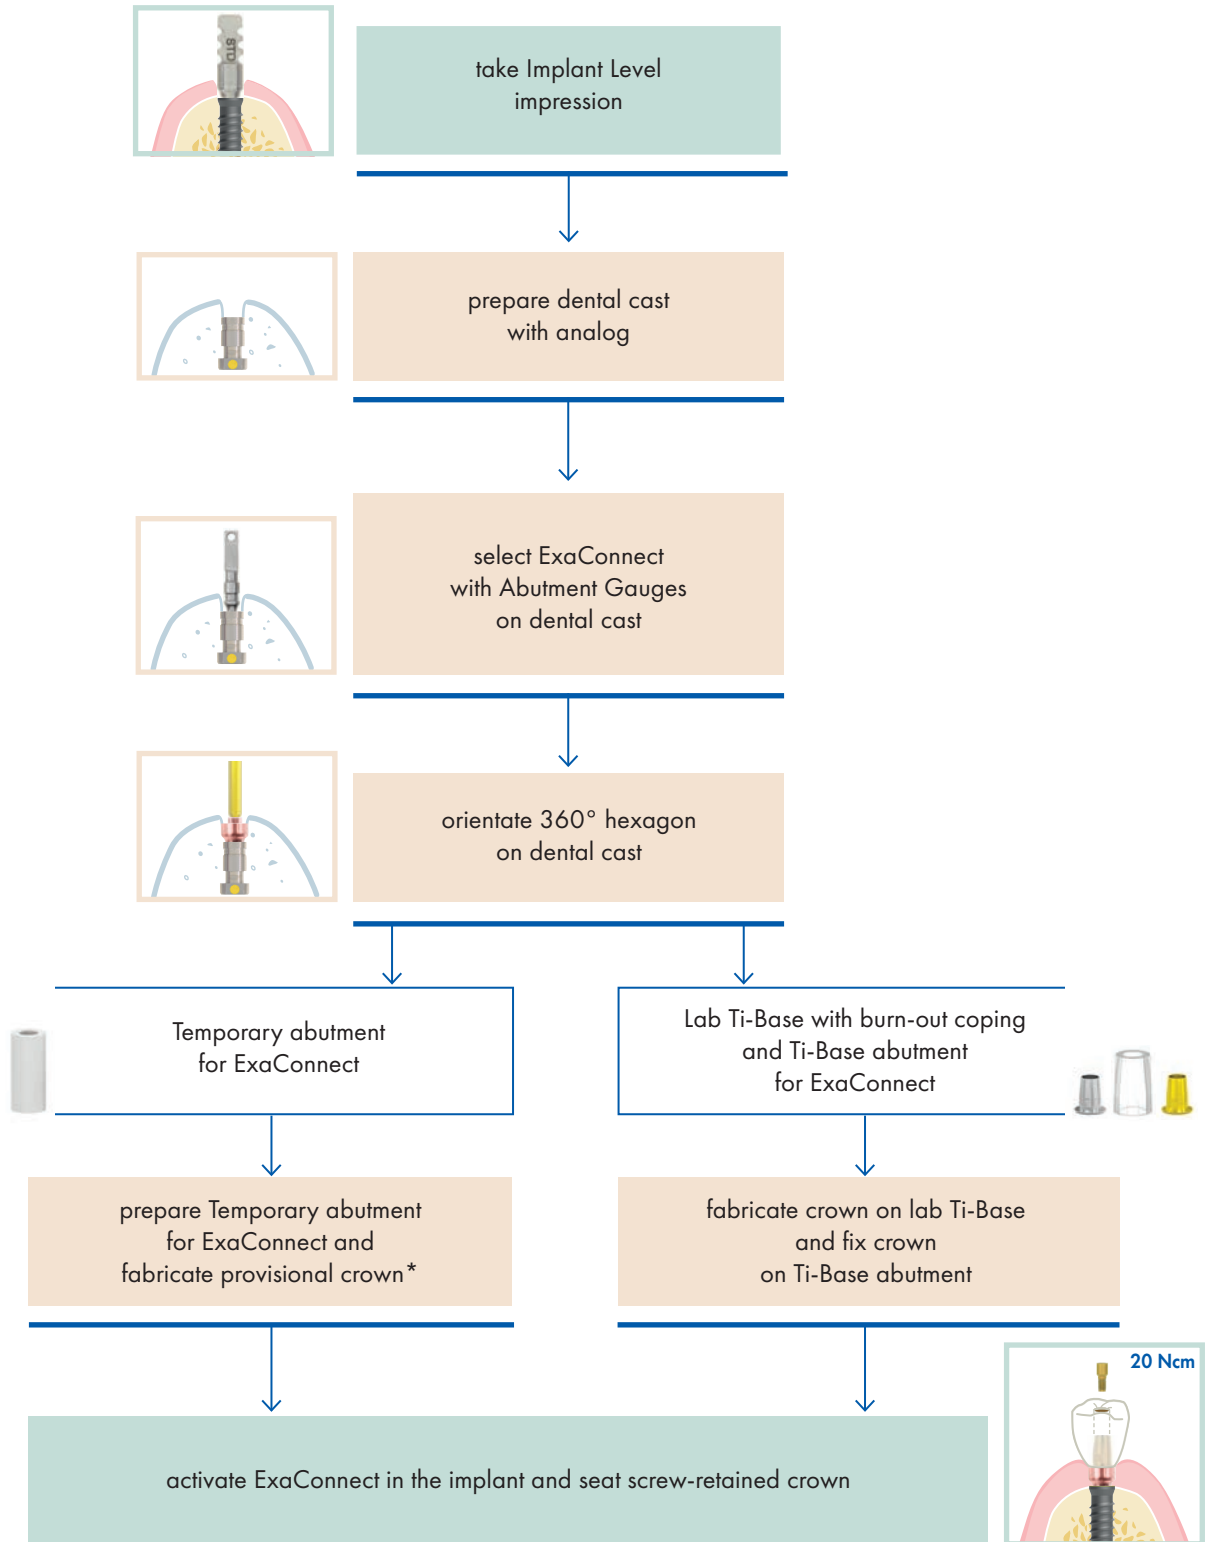 STD
take Implant Level
impression
prepare dental cast
with analog
select ExaConnect
with Abutment Gauges
on dental cast
orientate 360° hexagon
on dental cast
Temporary abutment
for ExaConnect
Lab Ti-Base with burn-out coping
and Ti-Base abutment
for ExaConnect
prepare Temporary abutment
for ExaConnect and
fabricate provisional crown*
fabricate crown on lab Ti-Base
and fix crown
on Ti-Base abutment
20 Ncm
activate ExaConnect in the implant and seat screw-retained crown